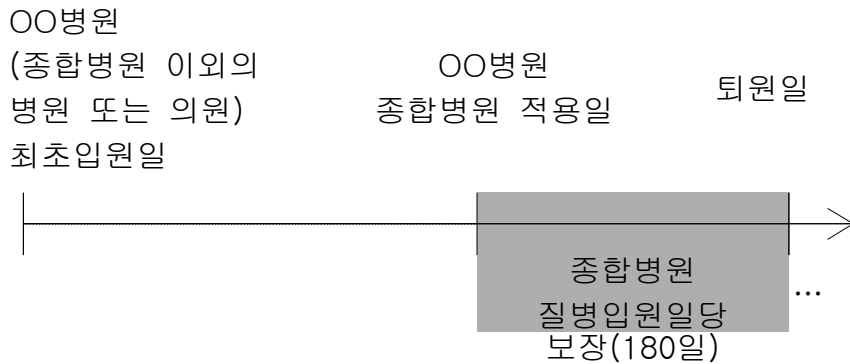 OO병원
(종합병원 이외의
병원 또는 의원)
최초입원일
OO병원
종합병원 적용일
퇴원일
종합병원
질병입원일당
보장(180일)
...